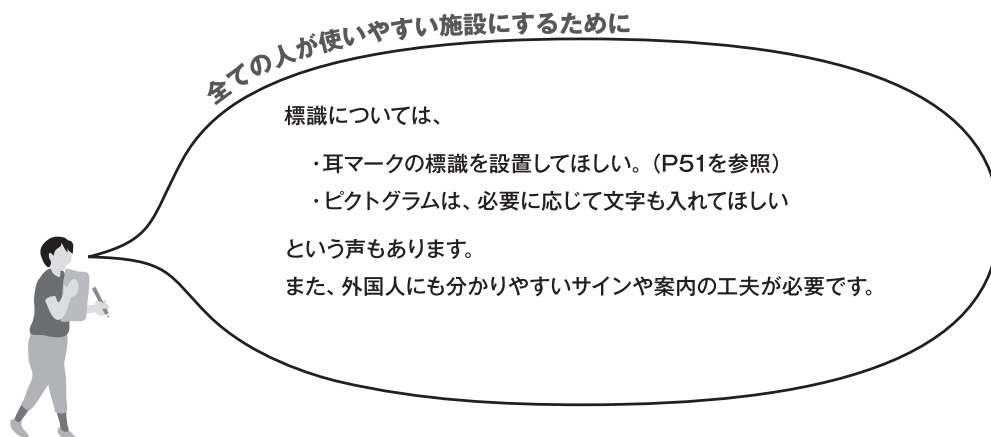 全ての人が使いやすい施設にするために
標識については、
・耳マークの標識を設置してほしい。（P51を参照）
・ピクトグラムは、必要に応じて文字も入れてほしい
という声もあります。
また、外国人にも分かりやすいサインや案内の工夫が必要です。